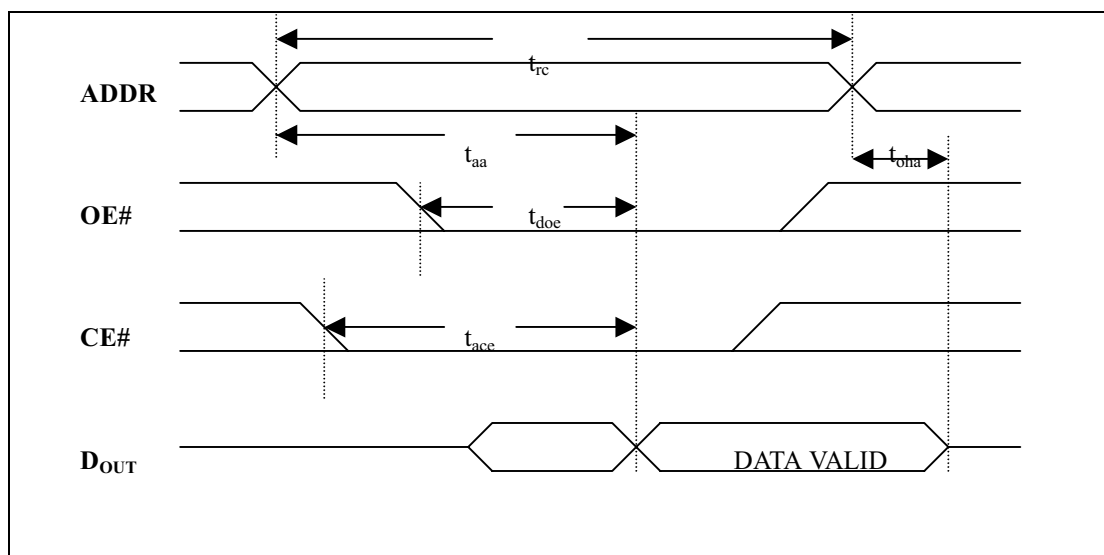 t_rc
ADDR
t_aa
t_oha
OE#
t_doe
CE#
t_ace
D_OUT
DATA VALID